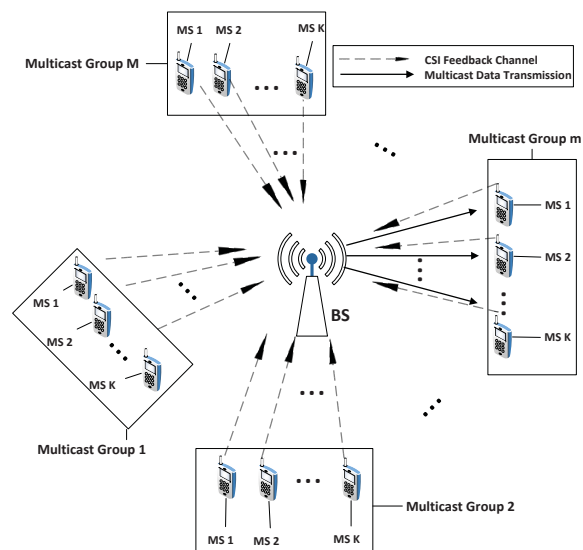 MS 1
MS 2
MS K
Multicast Group M
CSI Feedback Channel
Multicast Data Transmission
Multicast Group m
MS 1
MS 2
MS K
BS
MS 1
MS 2
MS K
Multicast Group 1
MS 1
MS 2
MS K
Multicast Group 2